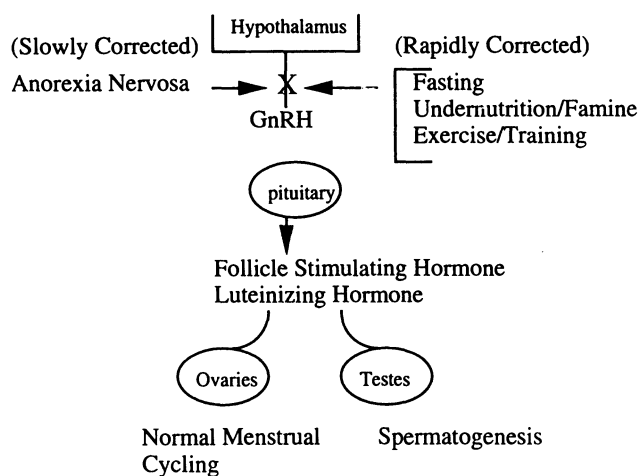 Hypothalamus
(Slowly Corrected)
(Rapidly Corrected)
Anorexia Nervosa
X
Fasting
Undernutrition/Famine
Exercise/Training
GnRH
pituitary
Follicle Stimulating Hormone
Luteinizing Hormone
Ovaries
Testes
Normal Menstrual
Cycling
Spermatogenesis